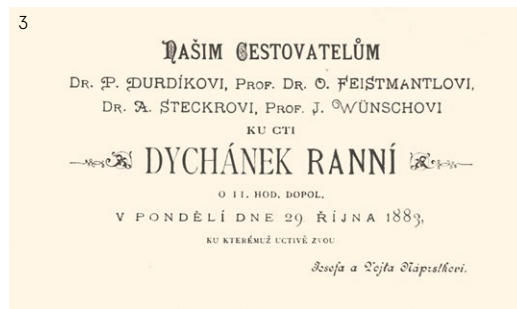 3
Našim Cestovatelům
Dr. P. Durdíkovi, Prof. Dr. O. Feistmantlovi,
Dr. A. Steckrovi, Prof. J. Wünschovi
KU CTI
DYCHÁNEK RANNÍ
O 11. HOD. DOPOL.
V PONDĚLÍ DNE 29. ŘÍJNA 1883,
KU KTERÉMUŽ UCTIVĚ ZVOU
Josefa a Vojta Náprstkovi.